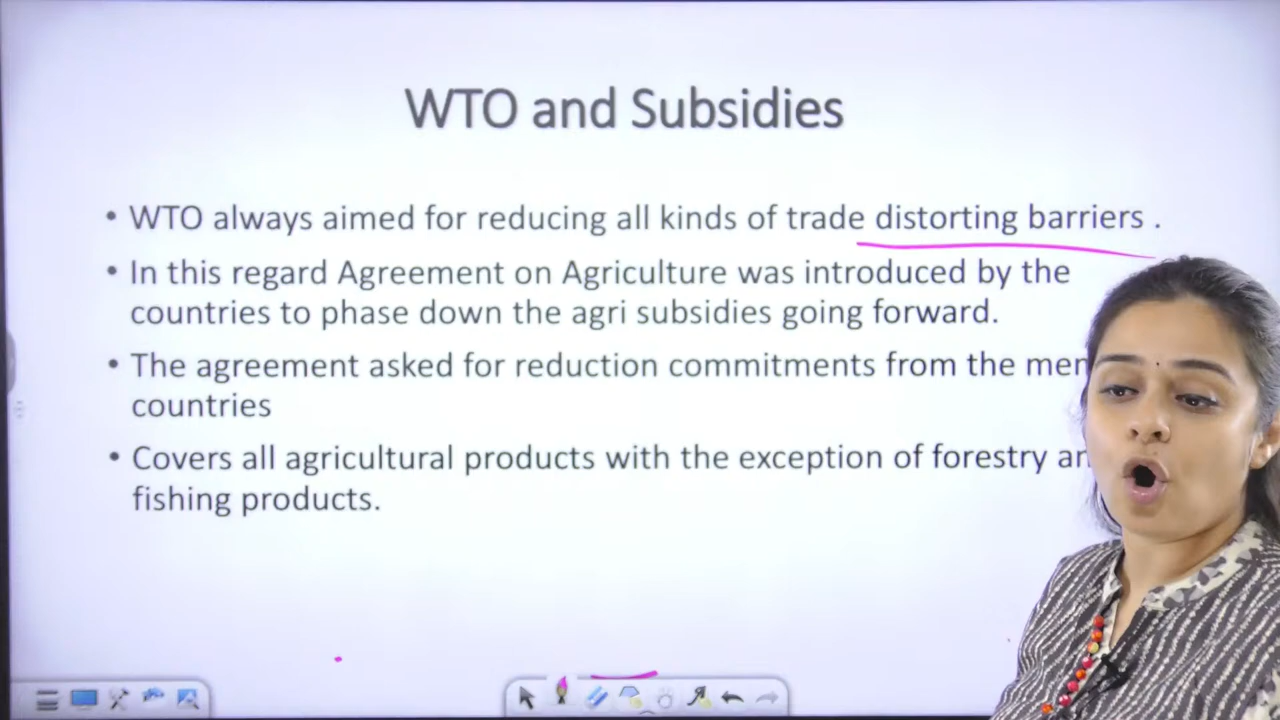 WTO and Subsidies
• WTO always aimed for reducing all kinds of trade distorting barriers .
• In this regard Agreement on Agriculture was introduced by the
countries to phase down the agri subsidies going forward.
• The agreement asked for reduction commitments from the
countries
• Covers all agricultural products with the exception of forestry
fishing products.